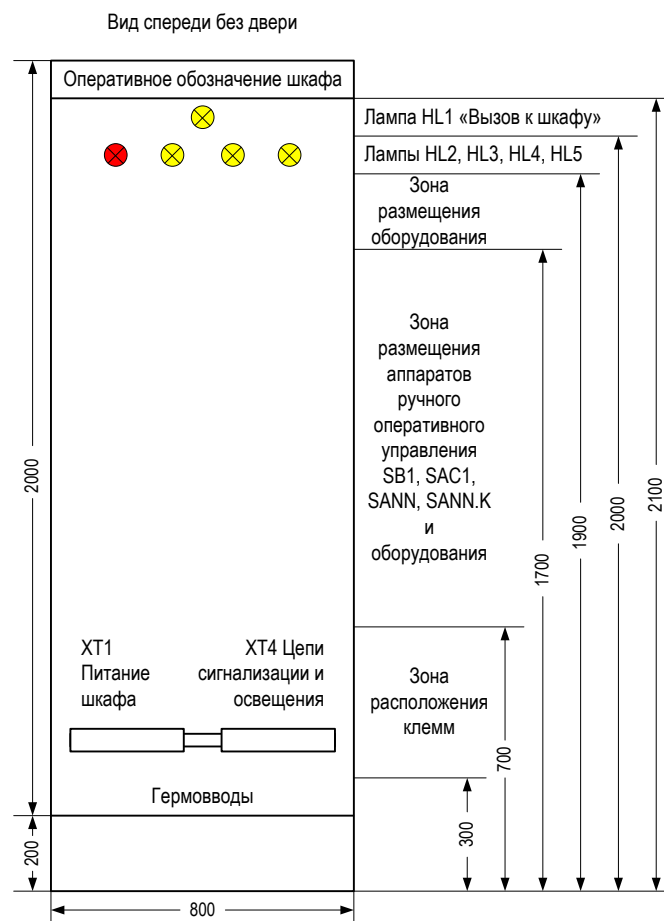 Вид спереди без двери
Оперативное обозначение шкафа
Лампа HL1 «Вызов к шкафу»
Лампы HL2, HL3, HL4, HL5
Зона
размещения
оборудования
Зона
размещения
аппаратов
ручного
оперативного
управления
SB1, SAC1,
SANN, SANN.K
и
оборудования
2000
1700
1900
2000
2100
XT1
Питание
шкафа
XT4 Цепи
сигнализации и
освещения
Зона
расположения
клемм
700
Гермовводы
300
200
800